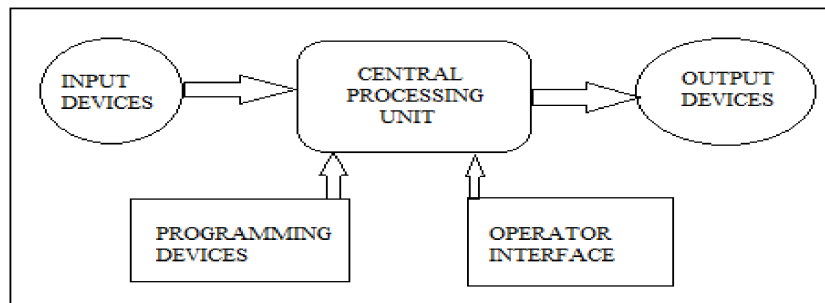 INPUT
DEVICES
CENTRAL
PROCESSING
UNIT
OUTPUT
DEVICES
PROGRAMMING
DEVICES
OPERATOR
INTERFACE